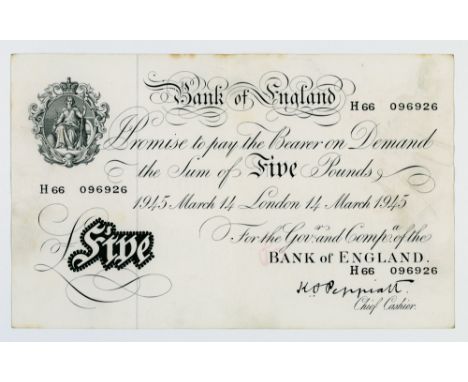 Bank of England
H66 096926
I Promise to pay the Bearer on Demand
the Sum of Five Pounds
H66 096926
1945 March 14 London 14 March 1945
£ Five
For the Gov.r and Comp.a of the
BANK of ENGLAND.
H66 096926
K O Peppiatt.
Chief Cashier.